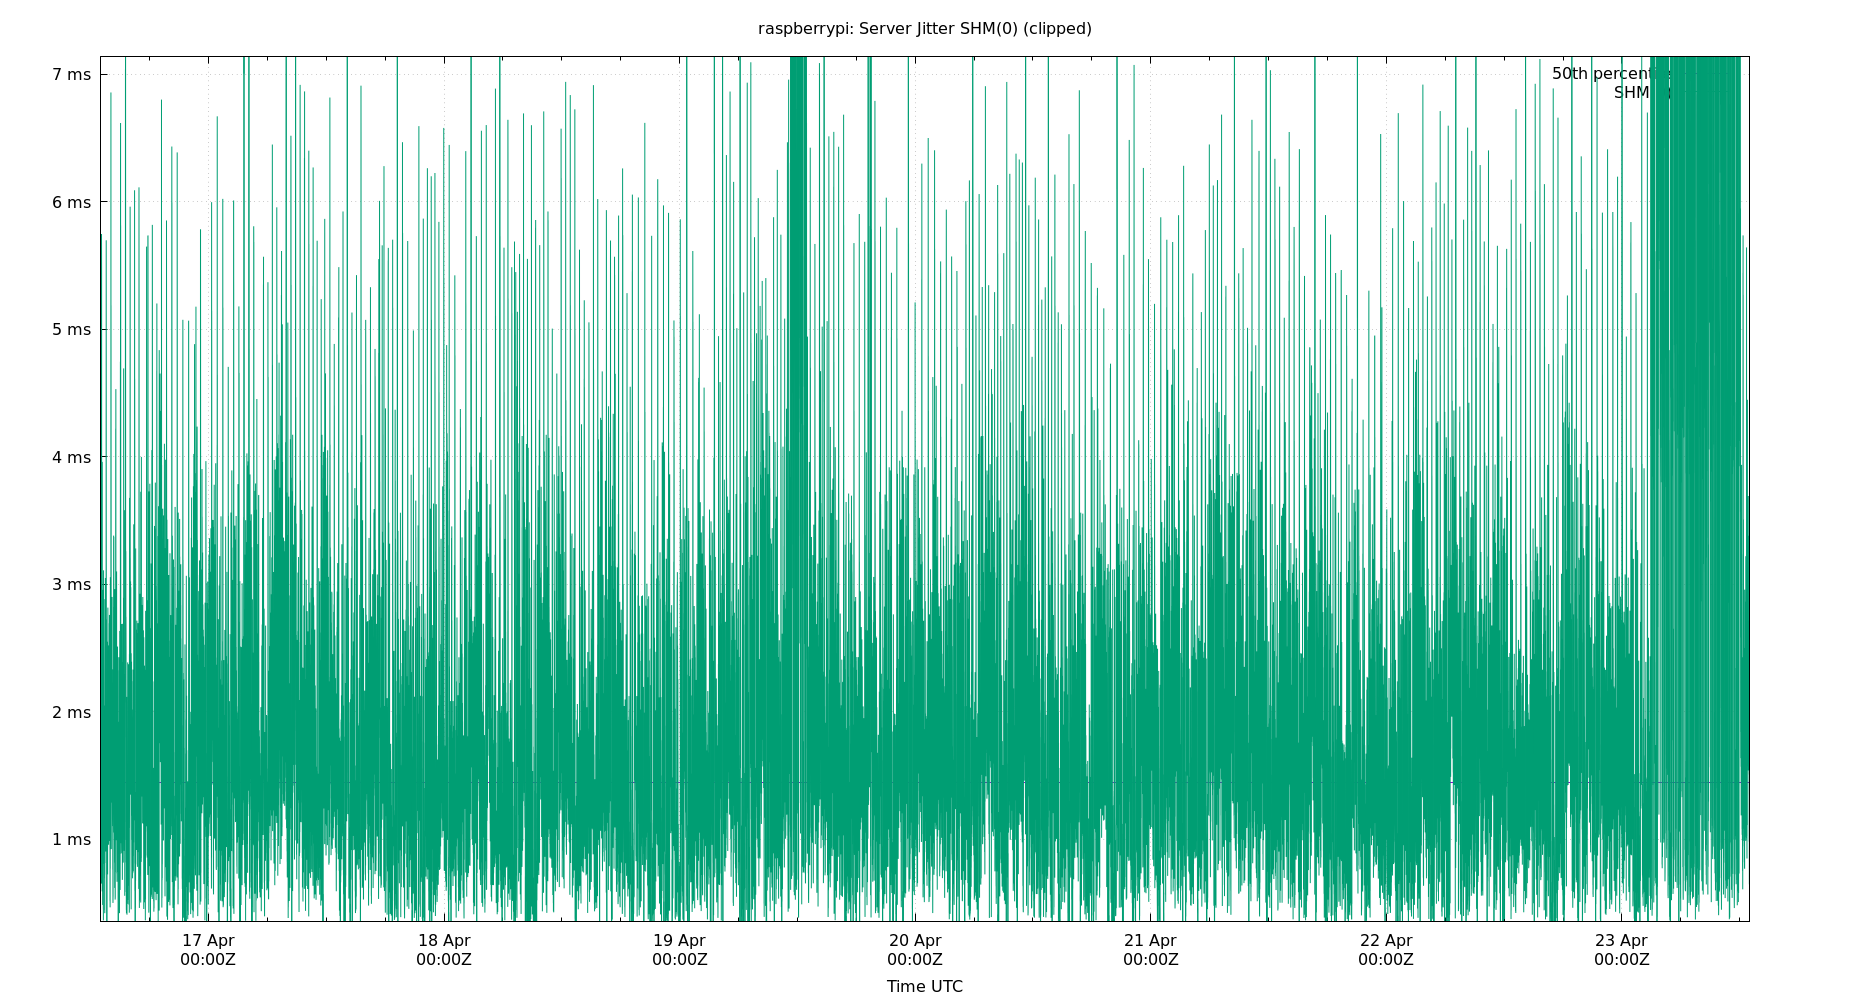 raspberrypi: Server Jitter SHM(0) (clipped)
7 ms
50th
SHM
6 ms
5 ms
4 ms
3 ms
2 ms
1 ms
17 Apr
00:00Z
18 Apr
00:00Z
19 Apr
00:00Z
20 Apr
00:00Z
21 Apr
00:00Z
22 Apr
00:00Z
23 Apr
00:00Z
Time UTC